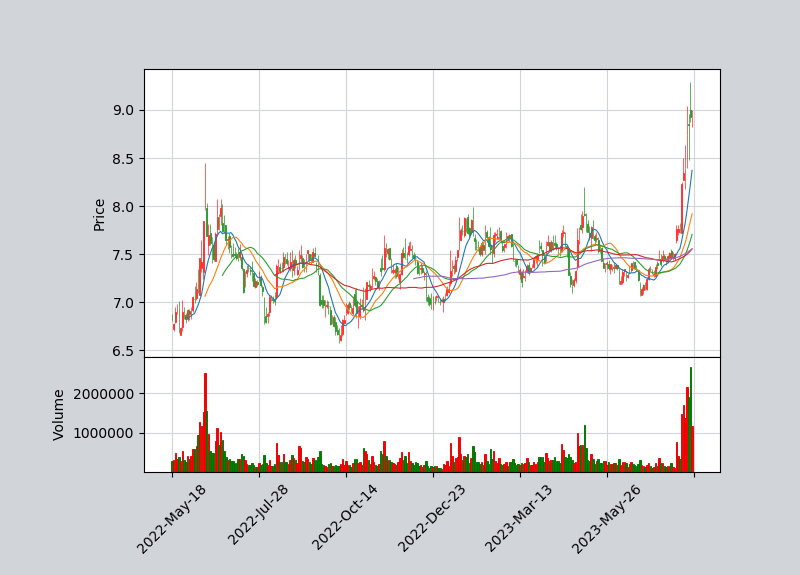 Price
9.0
8.5
8.0
7.5
7.0
6.5
Volume
2000000
1000000
2022-May-18
2022-Jul-28
2022-Oct-14
2022-Dec-23
2023-Mar-13
2023-May-26